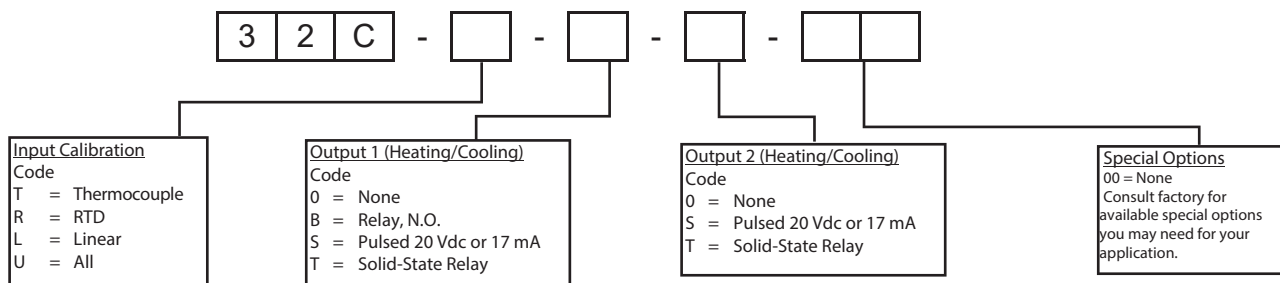 3 2 C - - - -
Input Calibration
Code
T = Thermocouple
R = RTD
L = Linear
U = All
Output 1 (Heating/Cooling)
Code
0 = None
B = Relay, N.O.
S = Pulsed 20 Vdc or 17 mA
T = Solid-State Relay
Output 2 (Heating/Cooling)
Code
0 = None
S = Pulsed 20 Vdc or 17 mA
T = Solid-State Relay
Special Options
00 = None
Consult factory for
available special options
you may need for your
application.